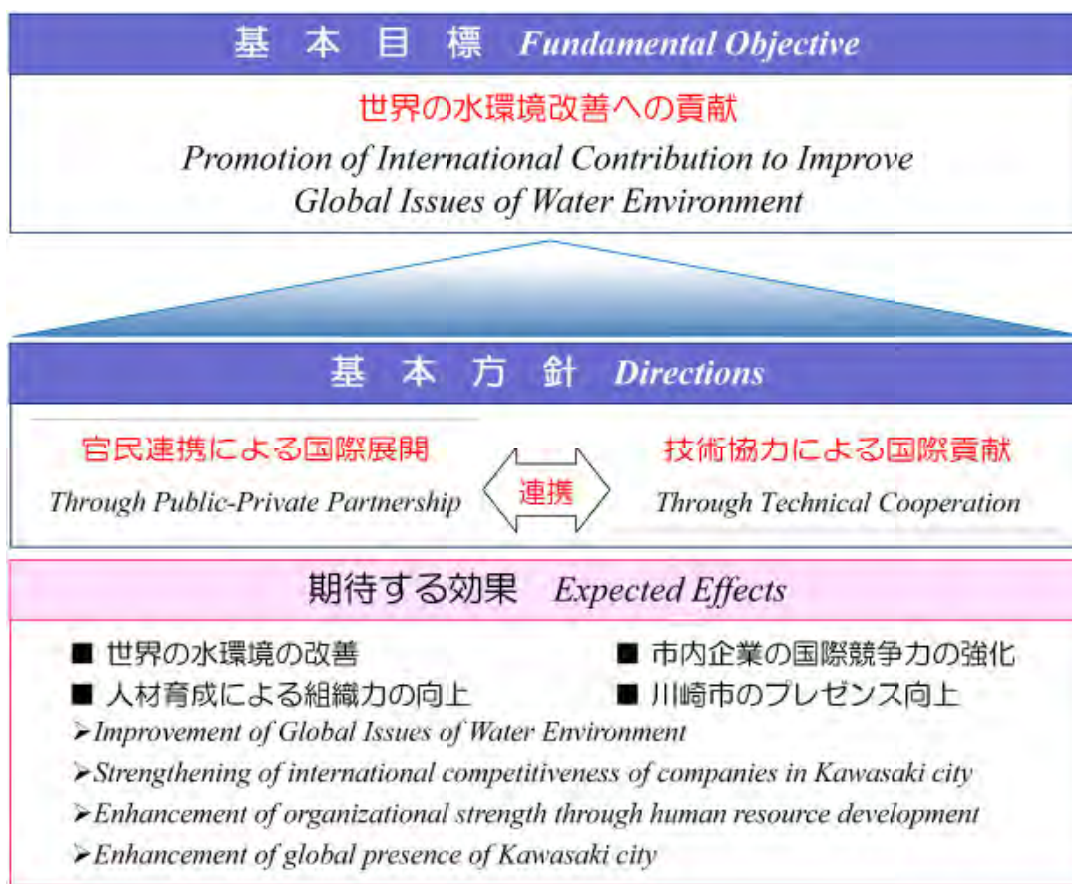 基 本 目 標 Fundamental Objective
世界の水環境改善への貢献
Promotion of International Contribution to Improve
Global Issues of Water Environment
基 本 方 針 Directions
官民連携による国際展開
Through Public-Private Partnership
連携
技術協力による国際貢献
Through Technical Cooperation
期待する効果 Expected Effects
■ 世界の水環境の改善
■ 市内企業の国際競争力の強化
■ 人材育成による組織力の向上
■ 川崎市のプレゼンス向上
➢Improvement of Global Issues of Water Environment
➢Strengthening of international competitiveness of companies in Kawasaki city
➢Enhancement of organizational strength through human resource development
➢Enhancement of global presence of Kawasaki city